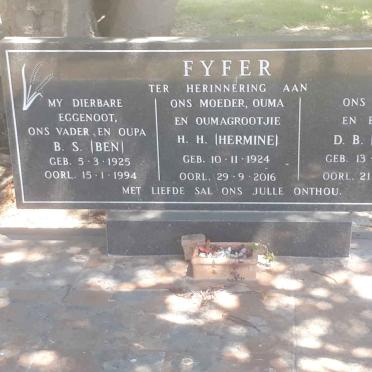 FYFER
TER HERINNERING AAN
MY DIERBARE
EGGENOOT,
ONS VADER EN OUPA
B. S. [BEN]
GEB. 5·3·1925
OORL. 15·1·1994
ONS MOEDER, OUMA
EN OUMAGROOTJIE
H. H. [HERMINE]
GEB. 10·11·1924
OORL. 29·9·2016
ONS
EN
D. B.
GEB. 13
OORL. 21
MET LIEFDE SAL ONS JULLE ONTHOU.